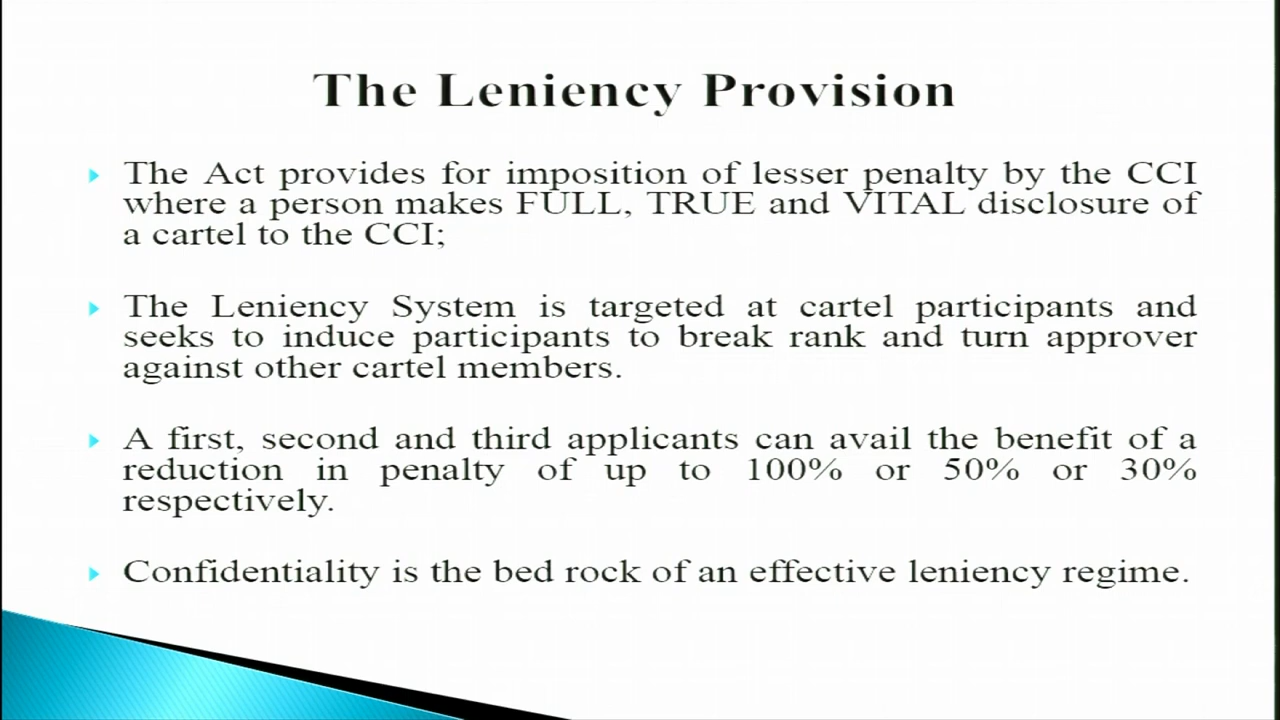 The Leniency Provision
The Act provides for imposition of lesser penalty by the CCI
where a person makes FULL, TRUE and VITAL disclosure of
a cartel to the CCI;
The Leniency System is targeted at cartel participants and
seeks to induce participants to break rank and turn approver
against other cartel members.
A first, second and third applicants can avail the benefit of a
reduction in penalty of up to 100% or 50% or 30%
respectively.
Confidentiality is the bed rock of an effective leniency regime.